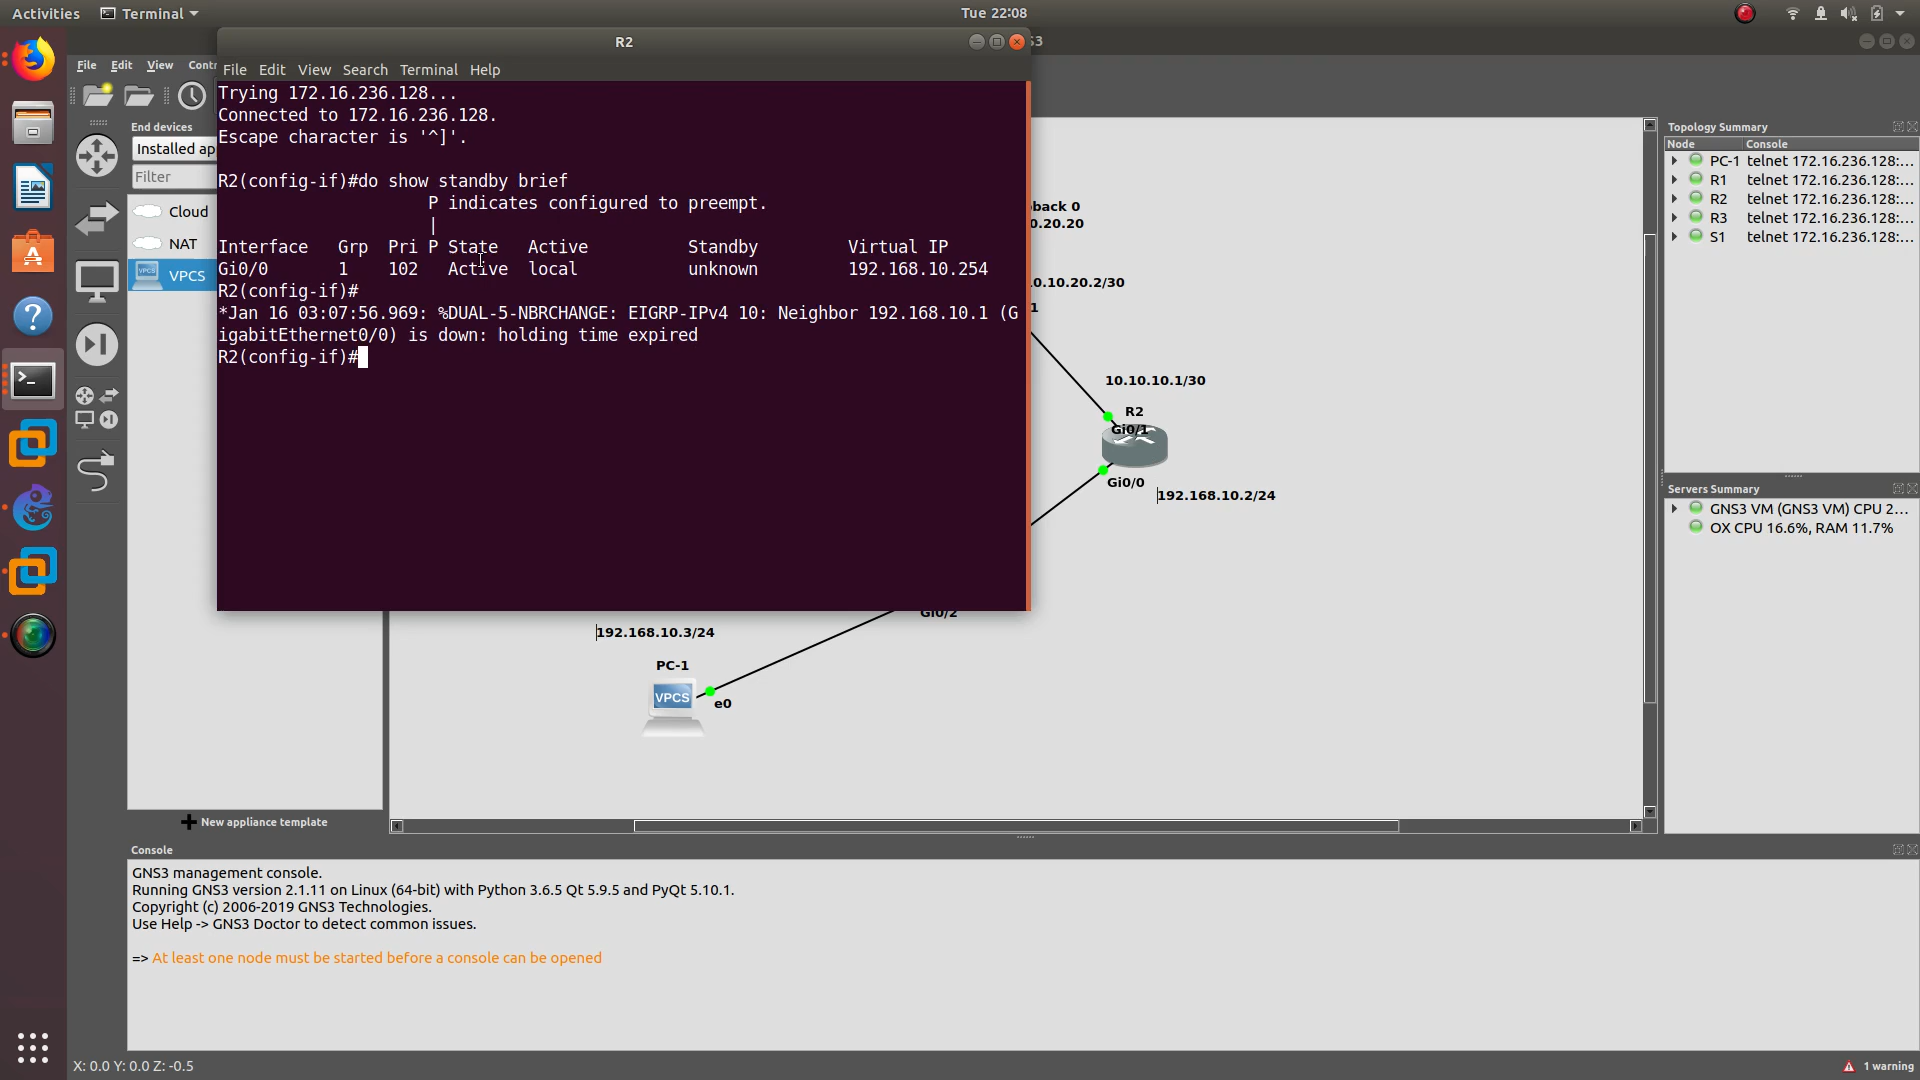 Activities
Terminal
Tue 22:08
R2
S3
File Edit View Search Terminal Help
File Edit View Contr
Trying 172.16.236.128...
Connected to 172.16.236.128.
Escape character is '^]'.
R2(config-if)#do show standby brief
P indicates configured to preempt.
|
Interface Grp Pri P State Active Standby Virtual IP
Gi0/0 1 102 Active local unknown 192.168.10.254
R2(config-if)#
*Jan 16 03:07:56.969: %DUAL-5-NBRCHANGE: EIGRP-IPv4 10: Neighbor 192.168.10.1 (G
igabitEthernet0/0) is down: holding time expired
R2(config-if)#
End devices
Installed ap
Filter
Cloud
NAT
VPCS
New appliance template
back 0
0.20.20
0.10.20.2/30
1
10.10.10.1/30
R2
Gi0/1
Gi0/0
192.168.10.2/24
Gi0/2
192.168.10.3/24
PC-1
VPCS
e0
Topology Summary
Node Console
PC-1 telnet 172.16.236.128:...
R1 telnet 172.16.236.128:...
R2 telnet 172.16.236.128:...
R3 telnet 172.16.236.128:...
S1 telnet 172.16.236.128:...
Servers Summary
GNS3 VM (GNS3 VM) CPU 2...
OX CPU 16.6%, RAM 11.7%
Console
GNS3 management console.
Running GNS3 version 2.1.11 on Linux (64-bit) with Python 3.6.5 Qt 5.9.5 and PyQt 5.10.1.
Copyright (c) 2006-2019 GNS3 Technologies.
Use Help -> GNS3 Doctor to detect common issues.
=> At least one node must be started before a console can be opened
X: 0.0 Y: 0.0 Z: -0.5
1 warning